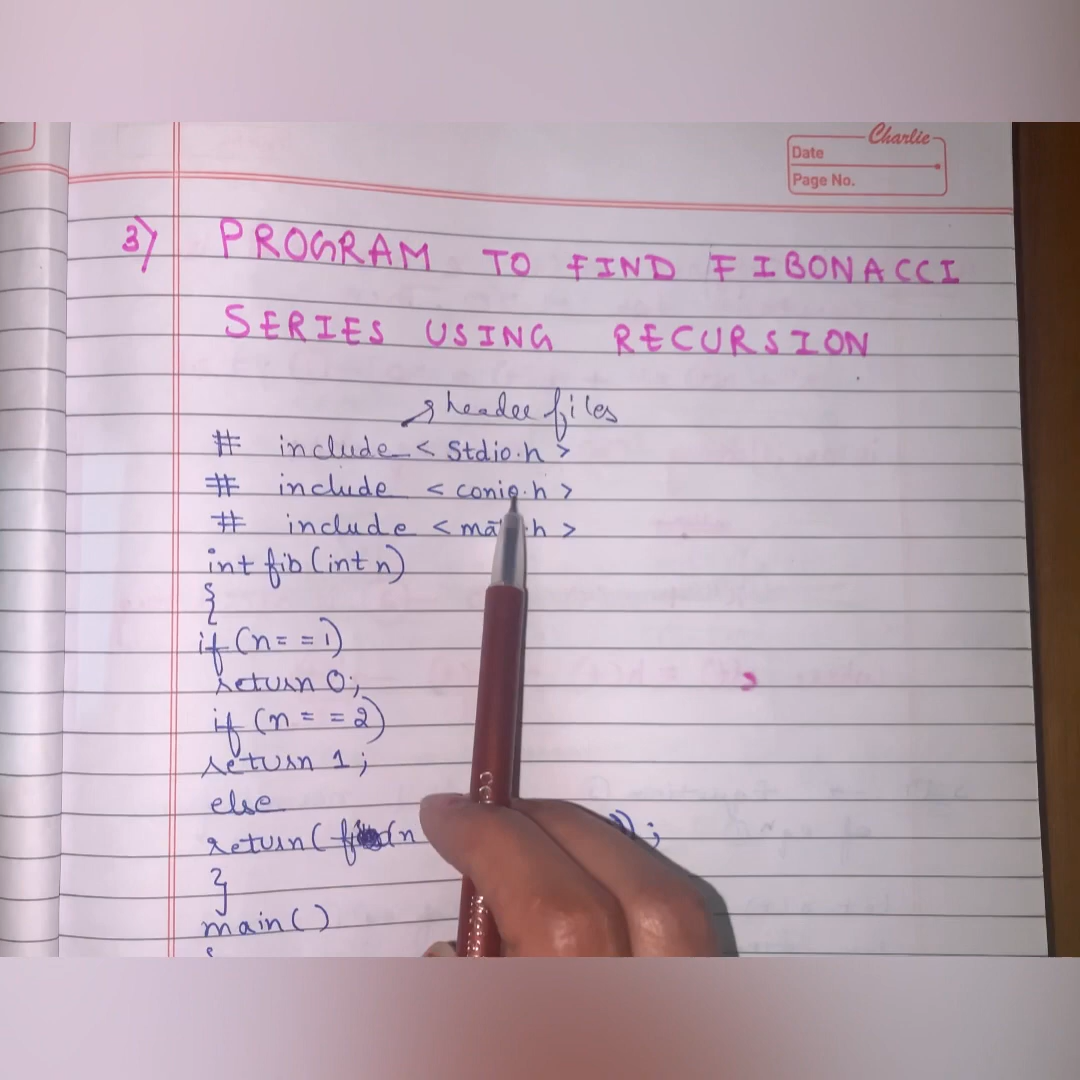 Charlie
Date
Page No.
3) PROGRAM TO FIND FIBONACCI
SERIES USING RECURSION
header files
# include < stdio.h >
# include < conio.h >
# include < math.h >
int fib (int n)
{
if (n = = 1)
return 0;
if (n = = 2)
return 1;
else
return ( (n ) ;
}
main ( )
{